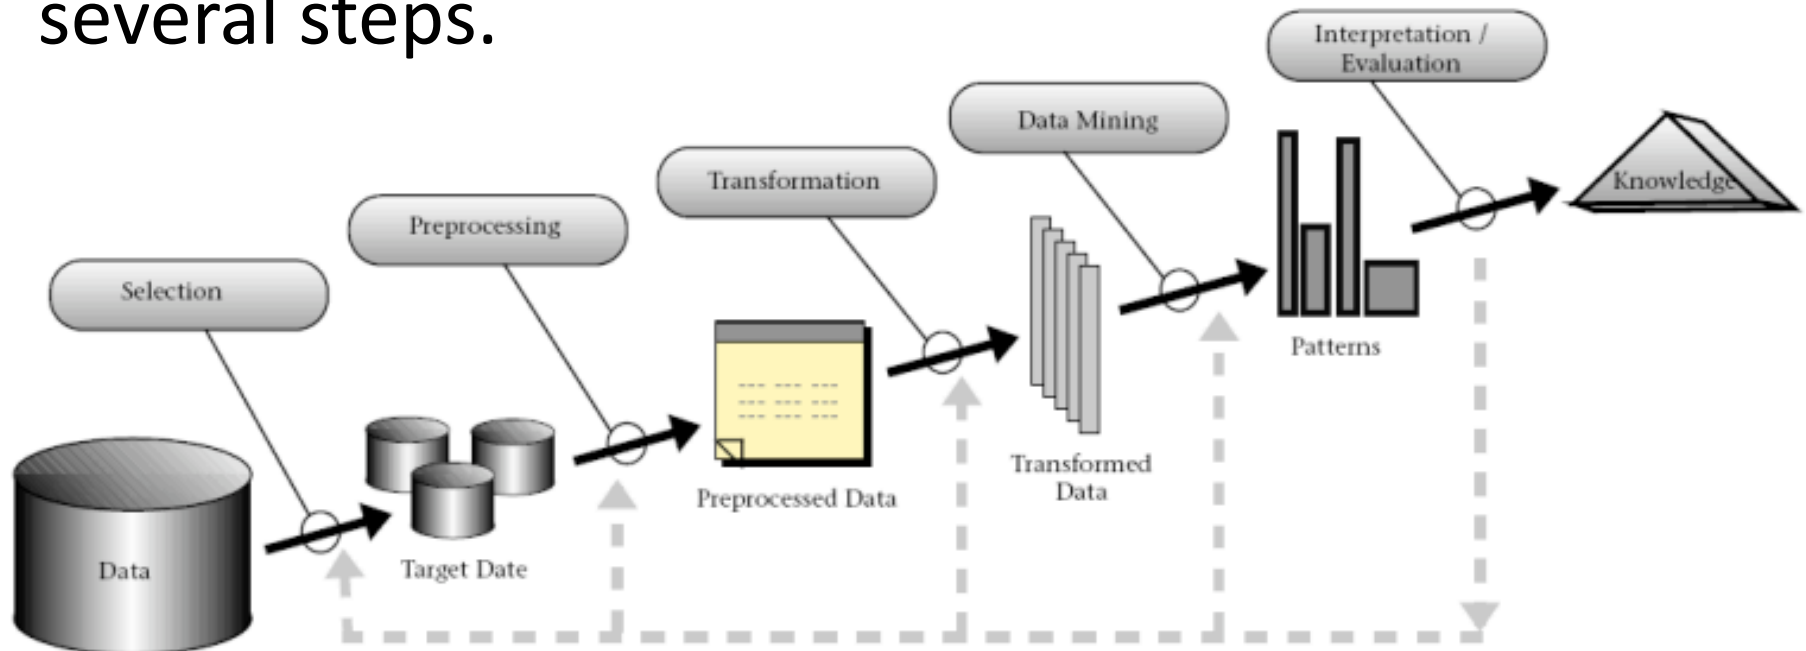 several steps.
Interpretation /
Evaluation
Data Mining
Transformation
Knowledge
Preprocessing
Selection
Patterns
Transformed
Data
Preprocessed Data
Target Date
Data